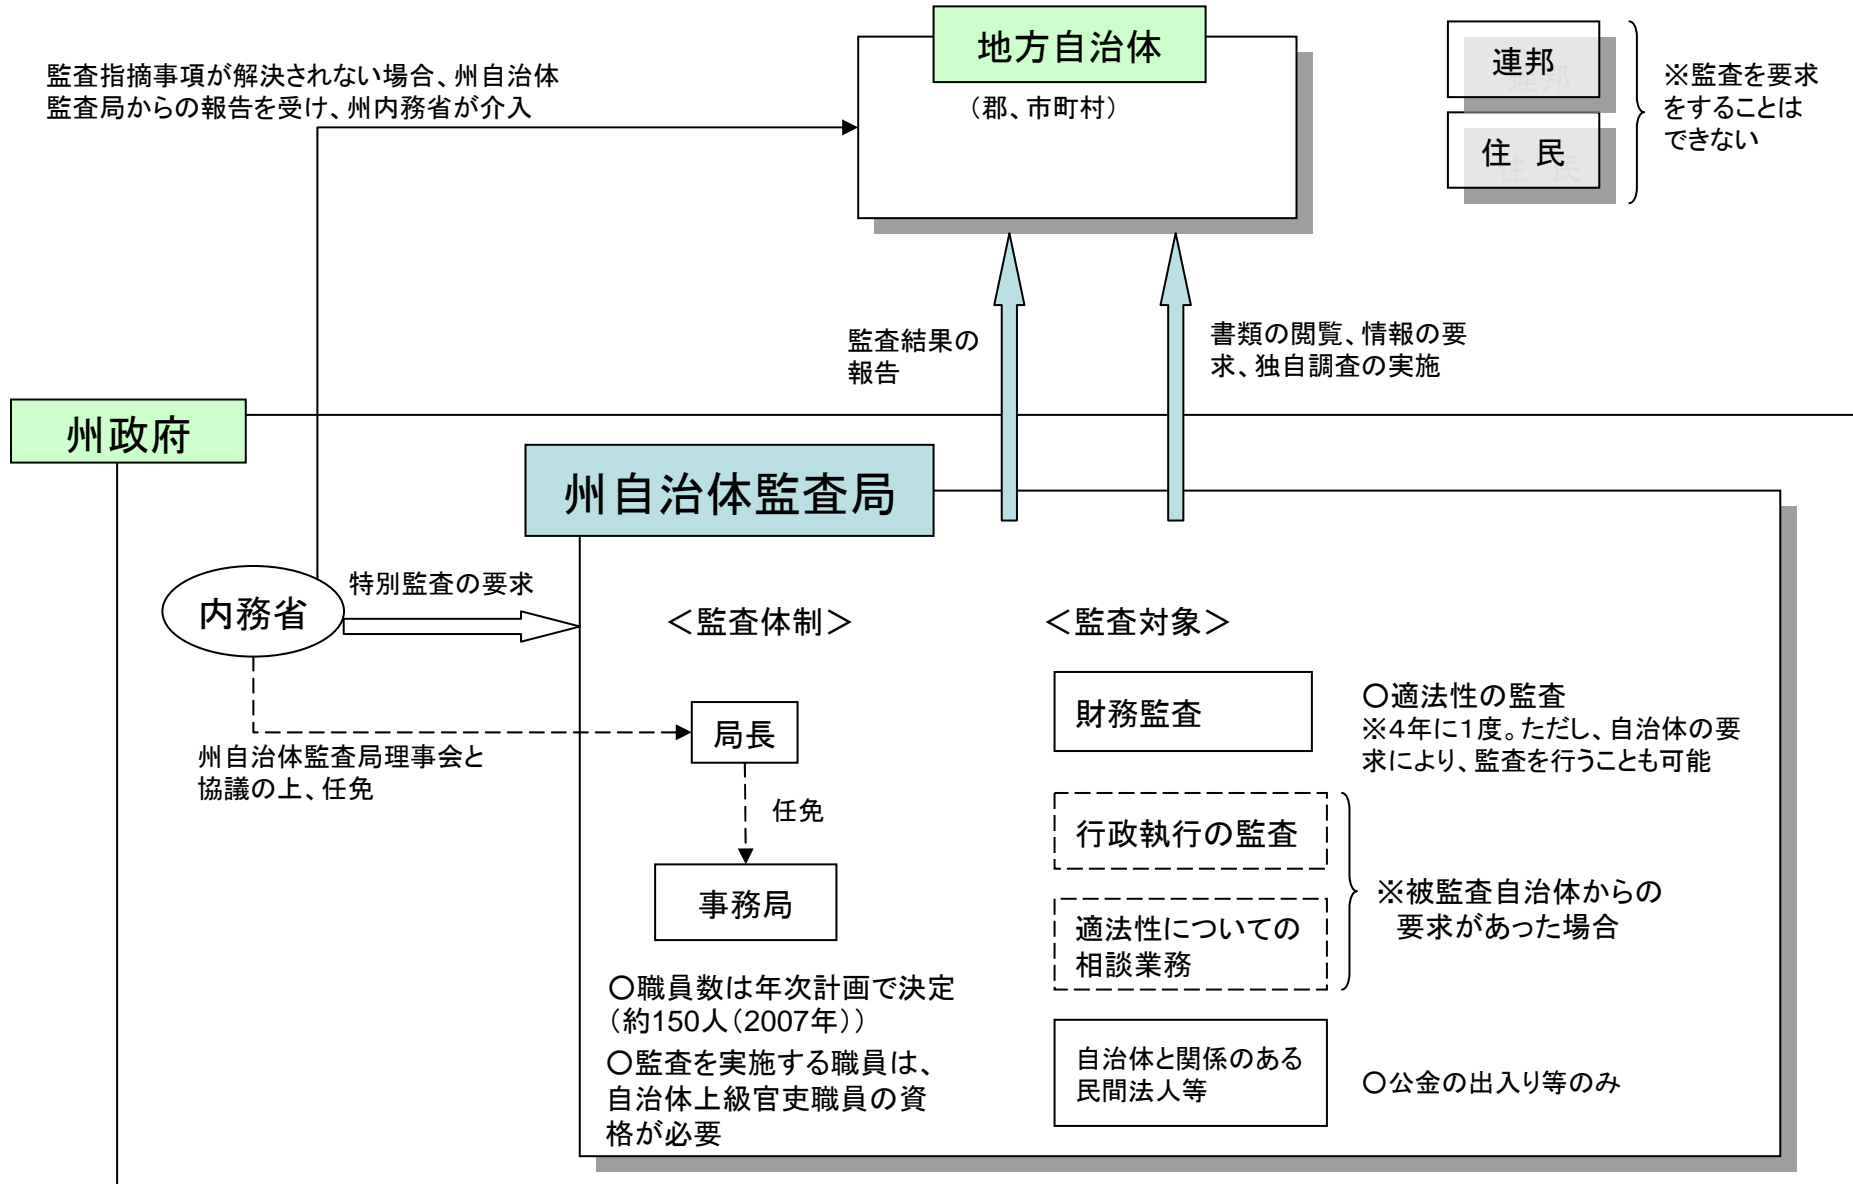 地方自治体
（郡、市町村）
監査指摘事項が解決されない場合、州自治体
監査局からの報告を受け、州内務省が介入
連邦
住　民
※監査を要求
をすることは
できない
監査結果の
報告
書類の閲覧、情報の要
求、独自調査の実施
州政府
州自治体監査局
内務省
特別監査の要求
州自治体監査局理事会と
協議の上、任免
＜監査体制＞
局長
任免
事務局
○職員数は年次計画で決定
（約150人（2007年））
○監査を実施する職員は、
自治体上級官吏職員の資
格が必要
＜監査対象＞
財務監査
○適法性の監査
※４年に１度。ただし、自治体の要
求により、監査を行うことも可能
行政執行の監査
適法性についての
相談業務
※被監査自治体からの
要求があった場合
自治体と関係のある
民間法人等
○公金の出入り等のみ